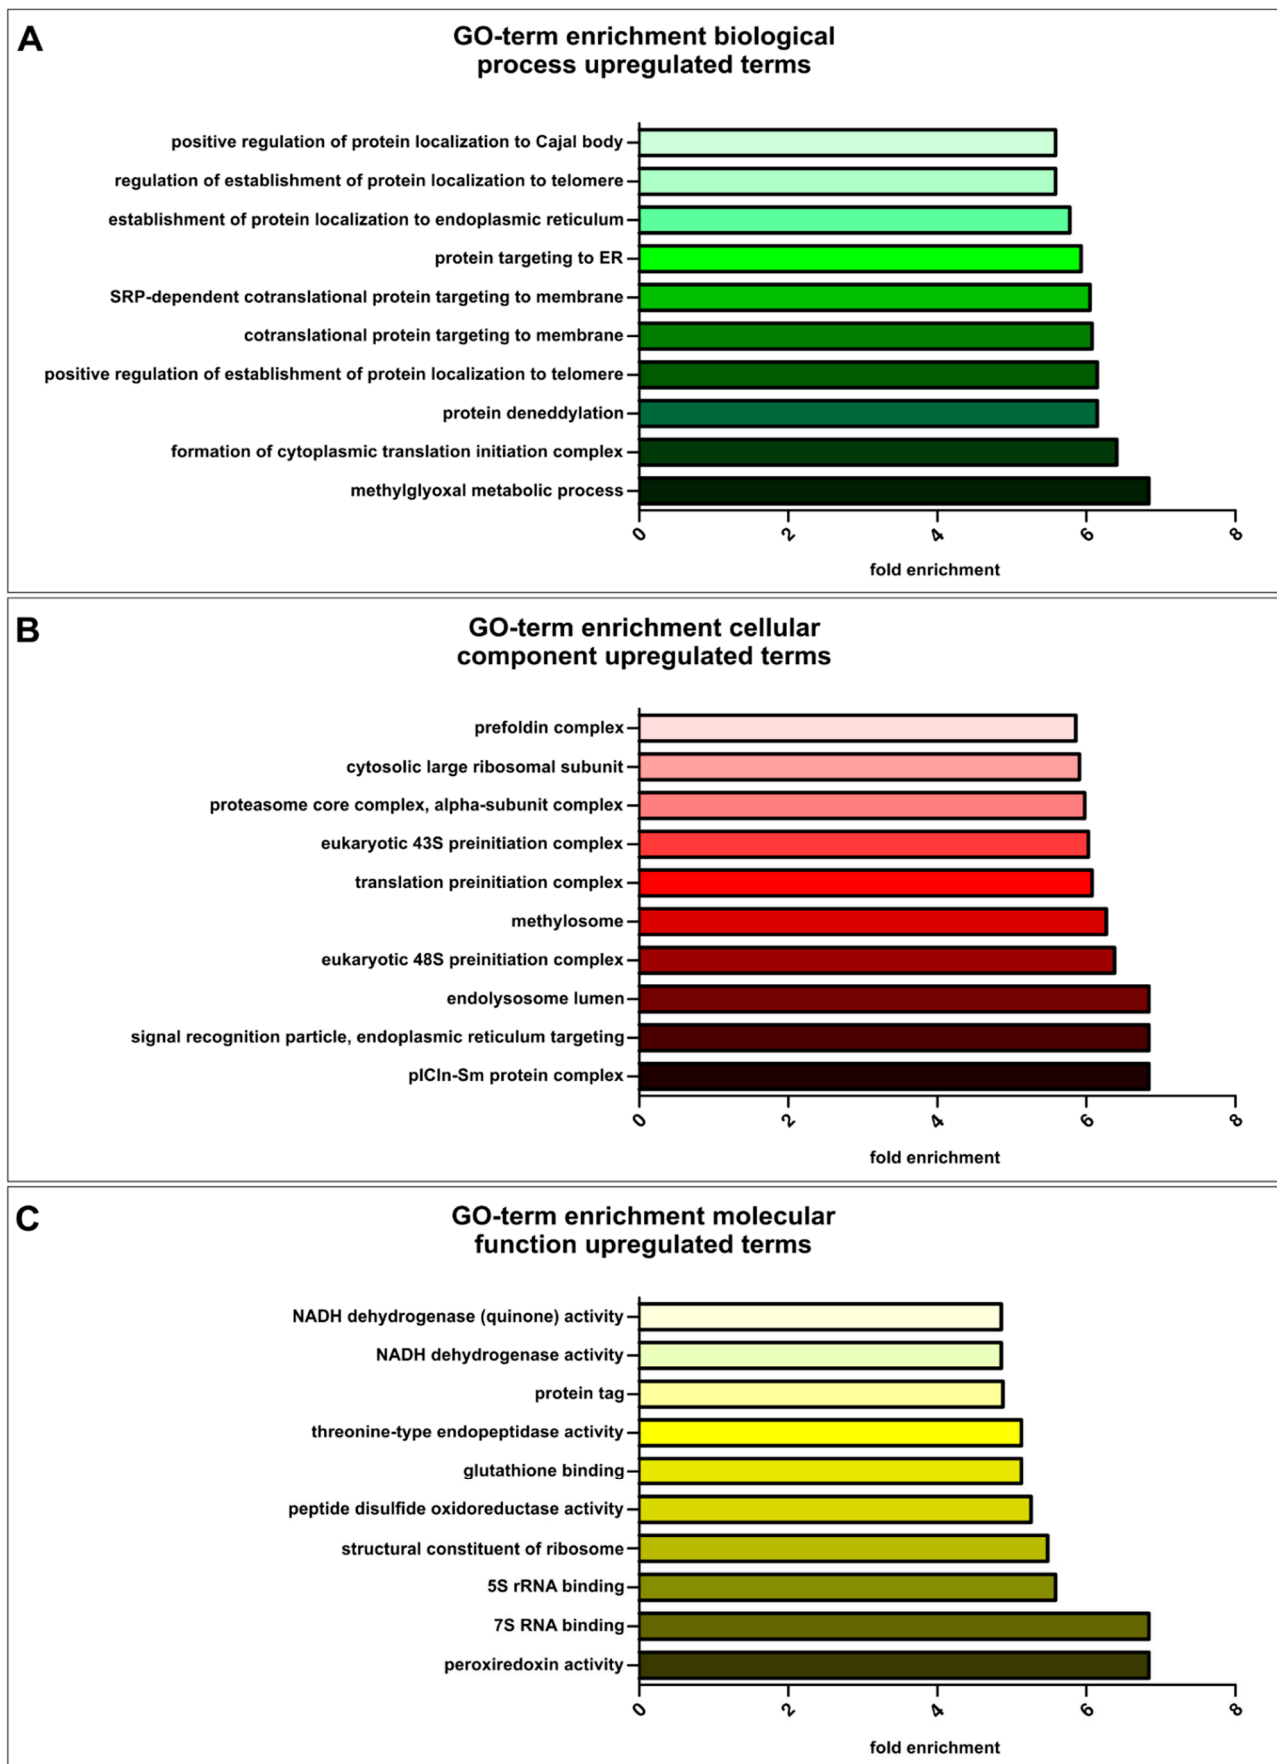 A
GO-term enrichment biological
process upregulated terms
positive regulation of protein localization to Cajal body
regulation of establishment of protein localization to telomere
establishment of protein localization to endoplasmic reticulum
protein targeting to ER
SRP-dependent cotranslational protein targeting to membrane
cotranslational protein targeting to membrane
positive regulation of establishment of protein localization to telomere
protein deneddylation
formation of cytoplasmic translation initiation complex
methylglyoxal metabolic process
0 2 4 6 8
fold enrichment
B
GO-term enrichment cellular
component upregulated terms
prefoldin complex
cytosolic large ribosomal subunit
proteasome core complex, alpha-subunit complex
eukaryotic 43S preinitiation complex
translation preinitiation complex
methylosome
eukaryotic 48S preinitiation complex
endolysosome lumen
signal recognition particle, endoplasmic reticulum targeting
pICln-Sm protein complex
0 2 4 6 8
fold enrichment
C
GO-term enrichment molecular
function upregulated terms
NADH dehydrogenase (quinone) activity
NADH dehydrogenase activity
protein tag
threonine-type endopeptidase activity
glutathione binding
peptide disulfide oxidoreductase activity
structural constituent of ribosome
5S rRNA binding
7S RNA binding
peroxiredoxin activity
0 2 4 6 8
fold enrichment